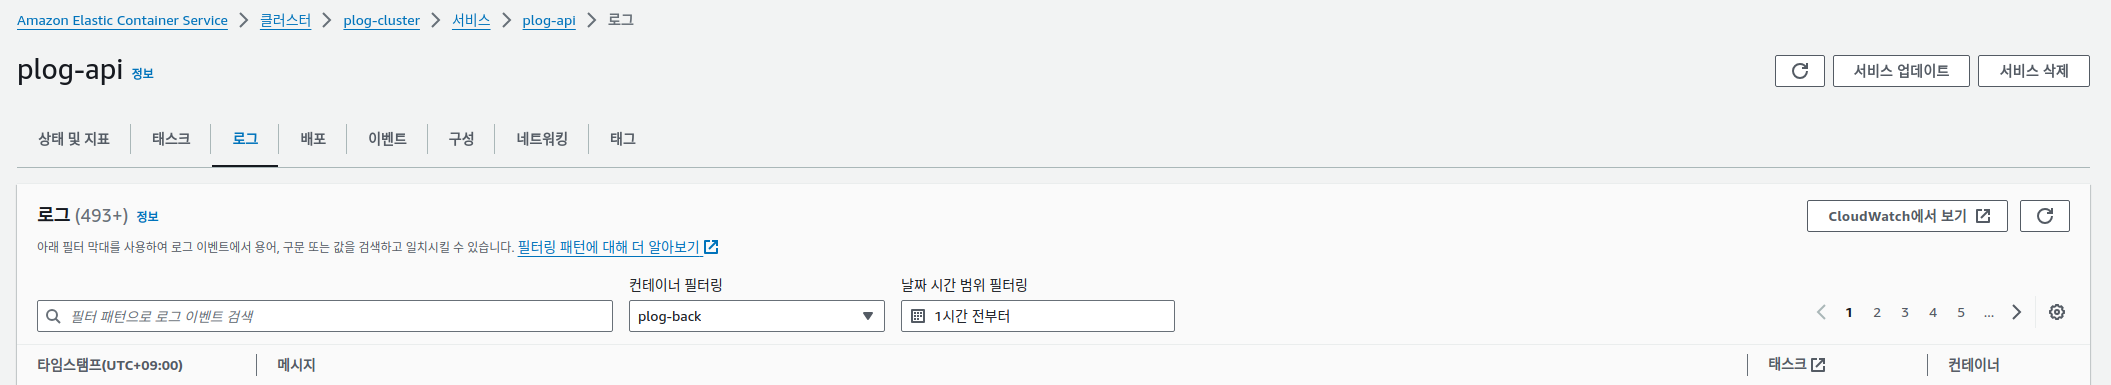 Amazon Elastic Container Service > 클러스터 > plog-cluster > 서비스 > plog-api > 로그
plog-api 정보
서비스 업데이트 서비스 삭제
상태 및 지표 태스크 로그 배포 이벤트 구성 네트워킹 태그
로그 (493+) 정보
CloudWatch에서 보기
아래 필터 막대를 사용하여 로그 이벤트에서 용어, 구문 또는 값을 검색하고 일치시킬 수 있습니다. 필터링 패턴에 대해 더 알아보기
컨테이너 필터링 날짜 시간 범위 필터링
필터 패턴으로 로그 이벤트 검색 plog-back 1시간 전부터 1 2 3 4 5 ...
타임스탬프(UTC+09:00) 메시지 태스크 컨테이너